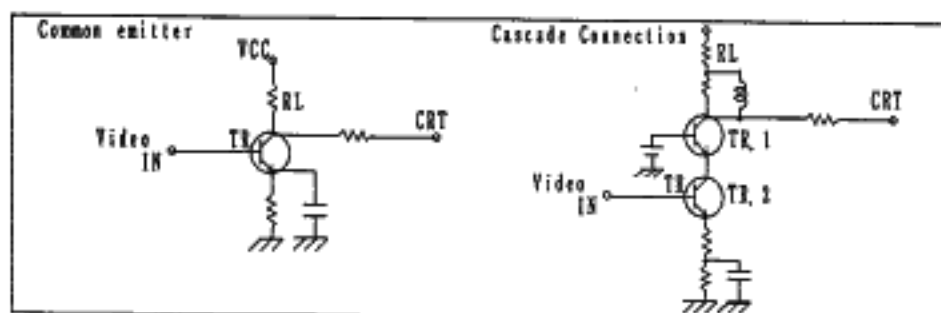 Common emitter
VCC
RL
Video
IN
TR
CRT
Cascade Connection
RL
CRT
TR, 1
Video
IN
TR
TR, 2